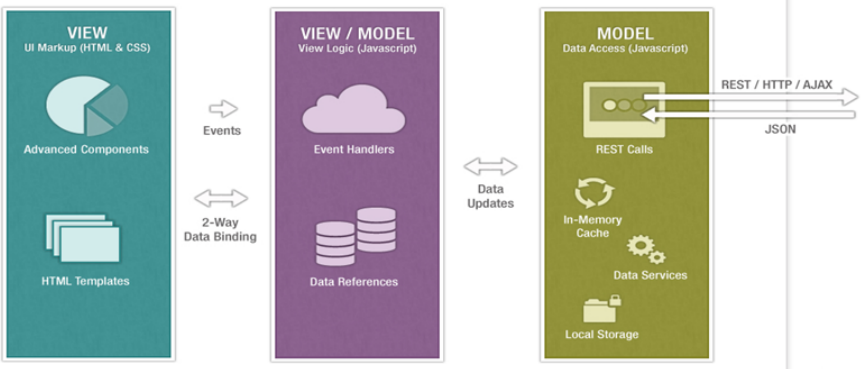 VIEW
UI Markup (HTML & CSS)
Advanced Components
HTML Templates
Events
2-Way
Data Binding
VIEW / MODEL
View Logic (Javascript)
Event Handlers
Data References
Data
Updates
MODEL
Data Access (Javascript)
REST Calls
In-Memory
Cache
Data Services
Local Storage
REST / HTTP / AJAX
JSON